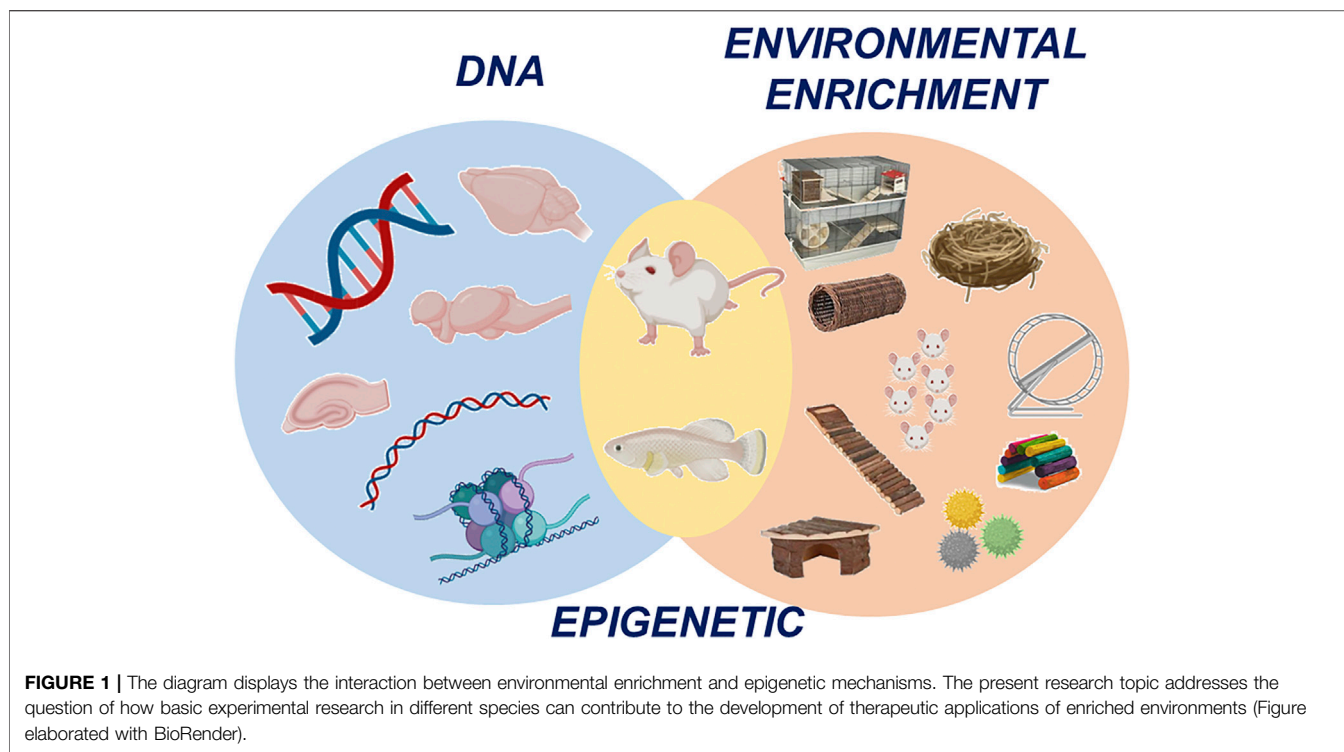 DNA
ENVIRONMENTAL
ENRICHMENT
EPIGENETIC
FIGURE 1 | The diagram displays the interaction between environmental enrichment and epigenetic mechanisms. The present research topic addresses the
question of how basic experimental research in different species can contribute to the development of therapeutic applications of enriched environments (Figure
elaborated with BioRender).